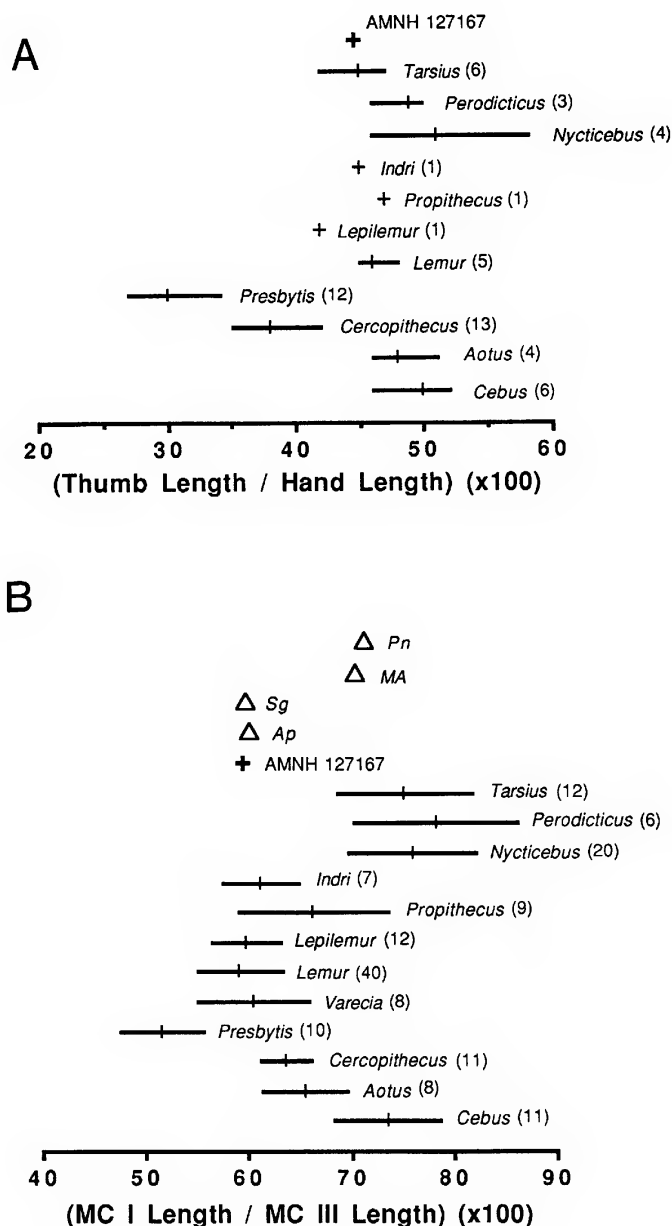 A
AMNH 127167
Tarsius (6)
Perodicticus (3)
Nycticebus (4)
Indri (1)
Propithecus (1)
Lepilemur (1)
Lemur (5)
Presbytis (12)
Cercopithecus (13)
Aotus (4)
Cebus (6)
20 30 40 50 60
(Thumb Length / Hand Length) (x100)
B
Pn
MA
Sg
Ap
AMNH 127167
Tarsius (12)
Perodicticus (6)
Nycticebus (20)
Indri (7)
Propithecus (9)
Lepilemur (12)
Lemur (40)
Varecia (8)
Presbytis (10)
Cercopithecus (11)
Aotus (8)
Cebus (11)
40 50 60 70 80 90
(MC I Length / MC III Length) (x100)